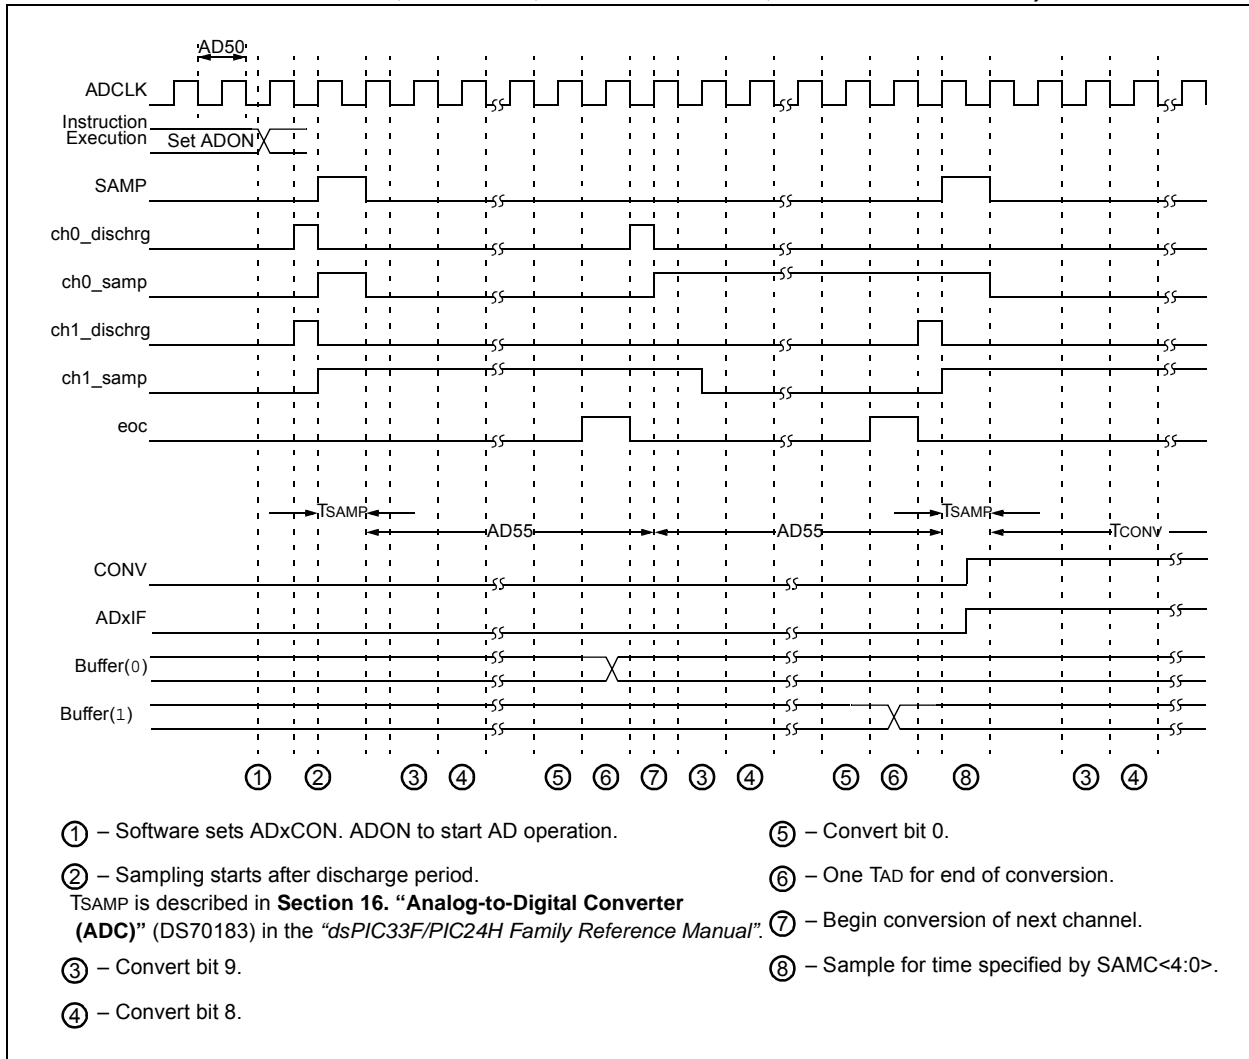 AD50
ADCLK
Instruction
Execution
Set ADON
SAMP
ch0_dischrg
ch0_samp
ch1_dischrg
ch1_samp
eoc
TSAMP
TSAMP
AD55
AD55
TCONV
CONV
ADxIF
Buffer(0)
Buffer(1)
1 2 3 4 5 6 7 3 4 5 6 8 3 4
1 – Software sets ADxCON. ADON to start AD operation.
2 – Sampling starts after discharge period.
TSAMP is described in Section 16. “Analog-to-Digital Converter
(ADC)” (DS70183) in the “dsPIC33F/PIC24H Family Reference Manual”.
3 – Convert bit 9.
4 – Convert bit 8.
5 – Convert bit 0.
6 – One TAD for end of conversion.
7 – Begin conversion of next channel.
8 – Sample for time specified by SAMC<4:0>.